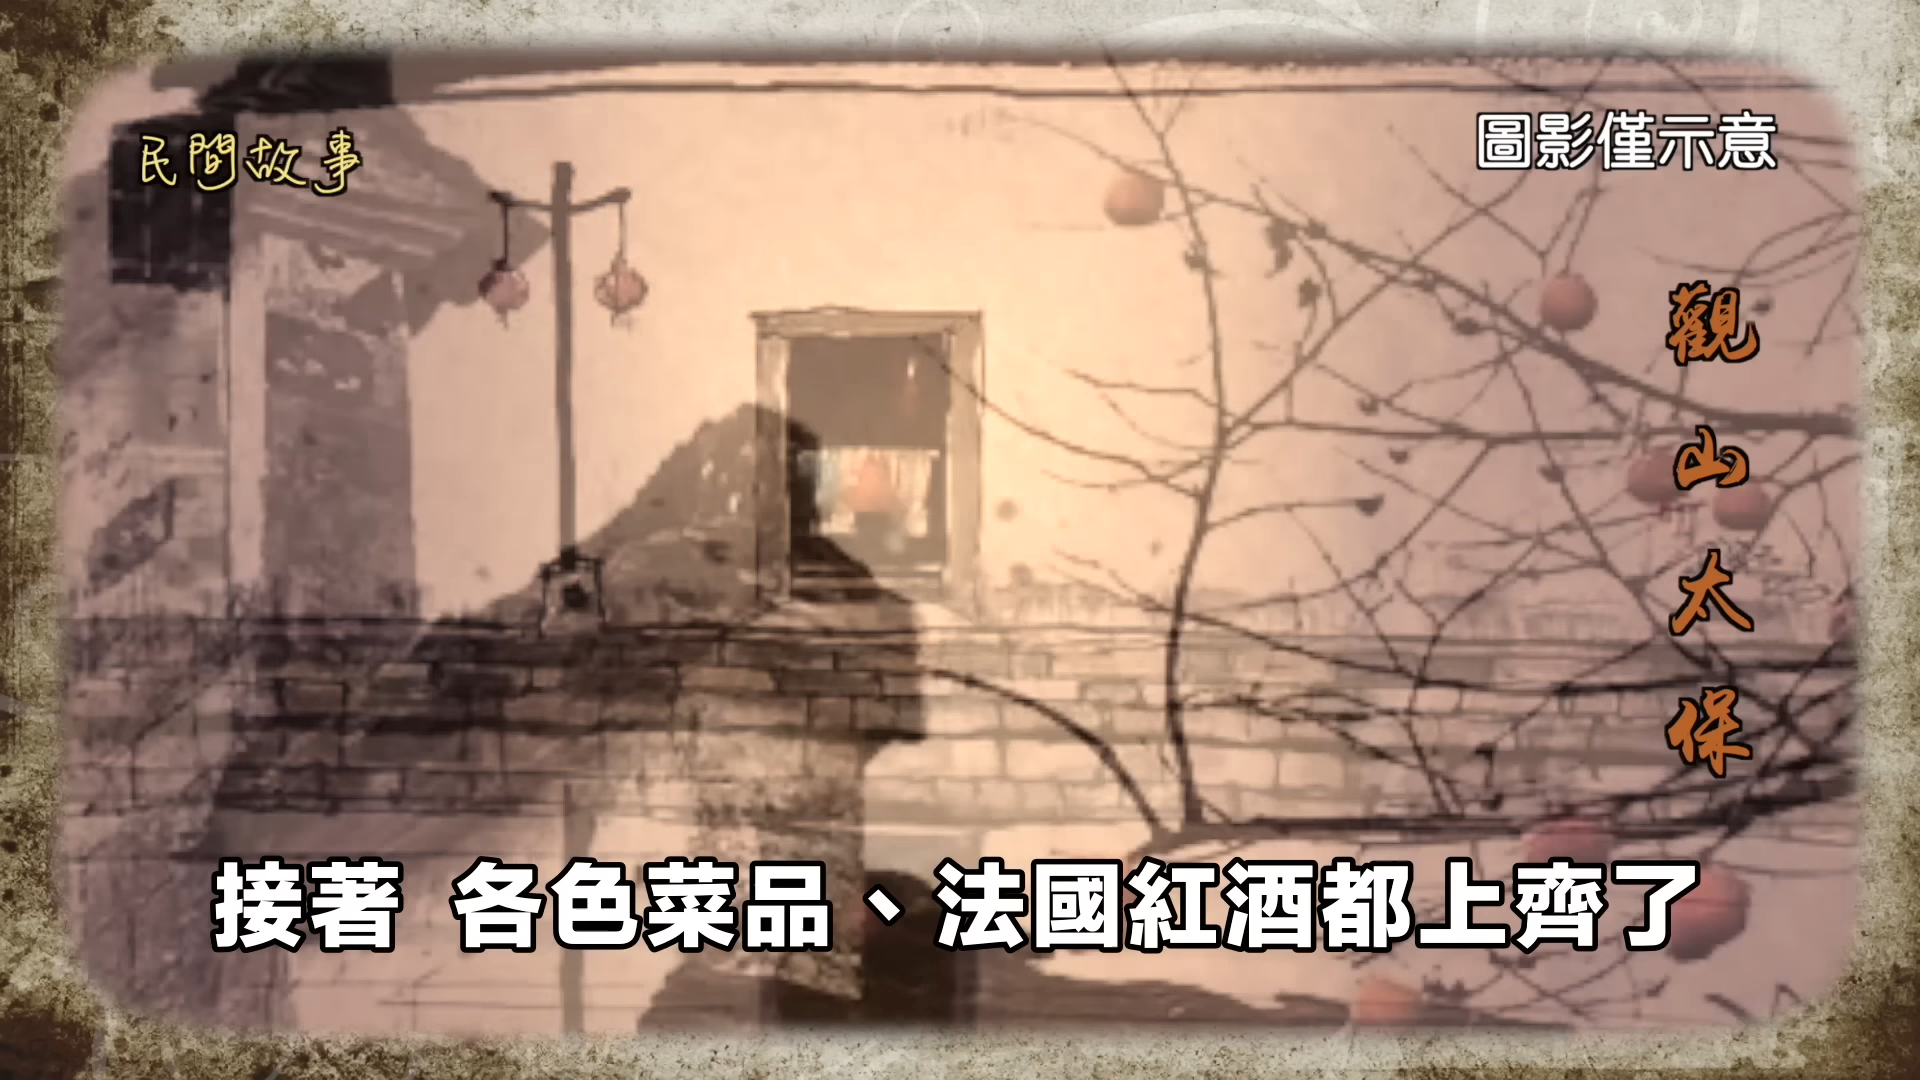 民間故事
圖影僅示意
觀山太保
接著 各色菜品、法國紅酒都上齊了